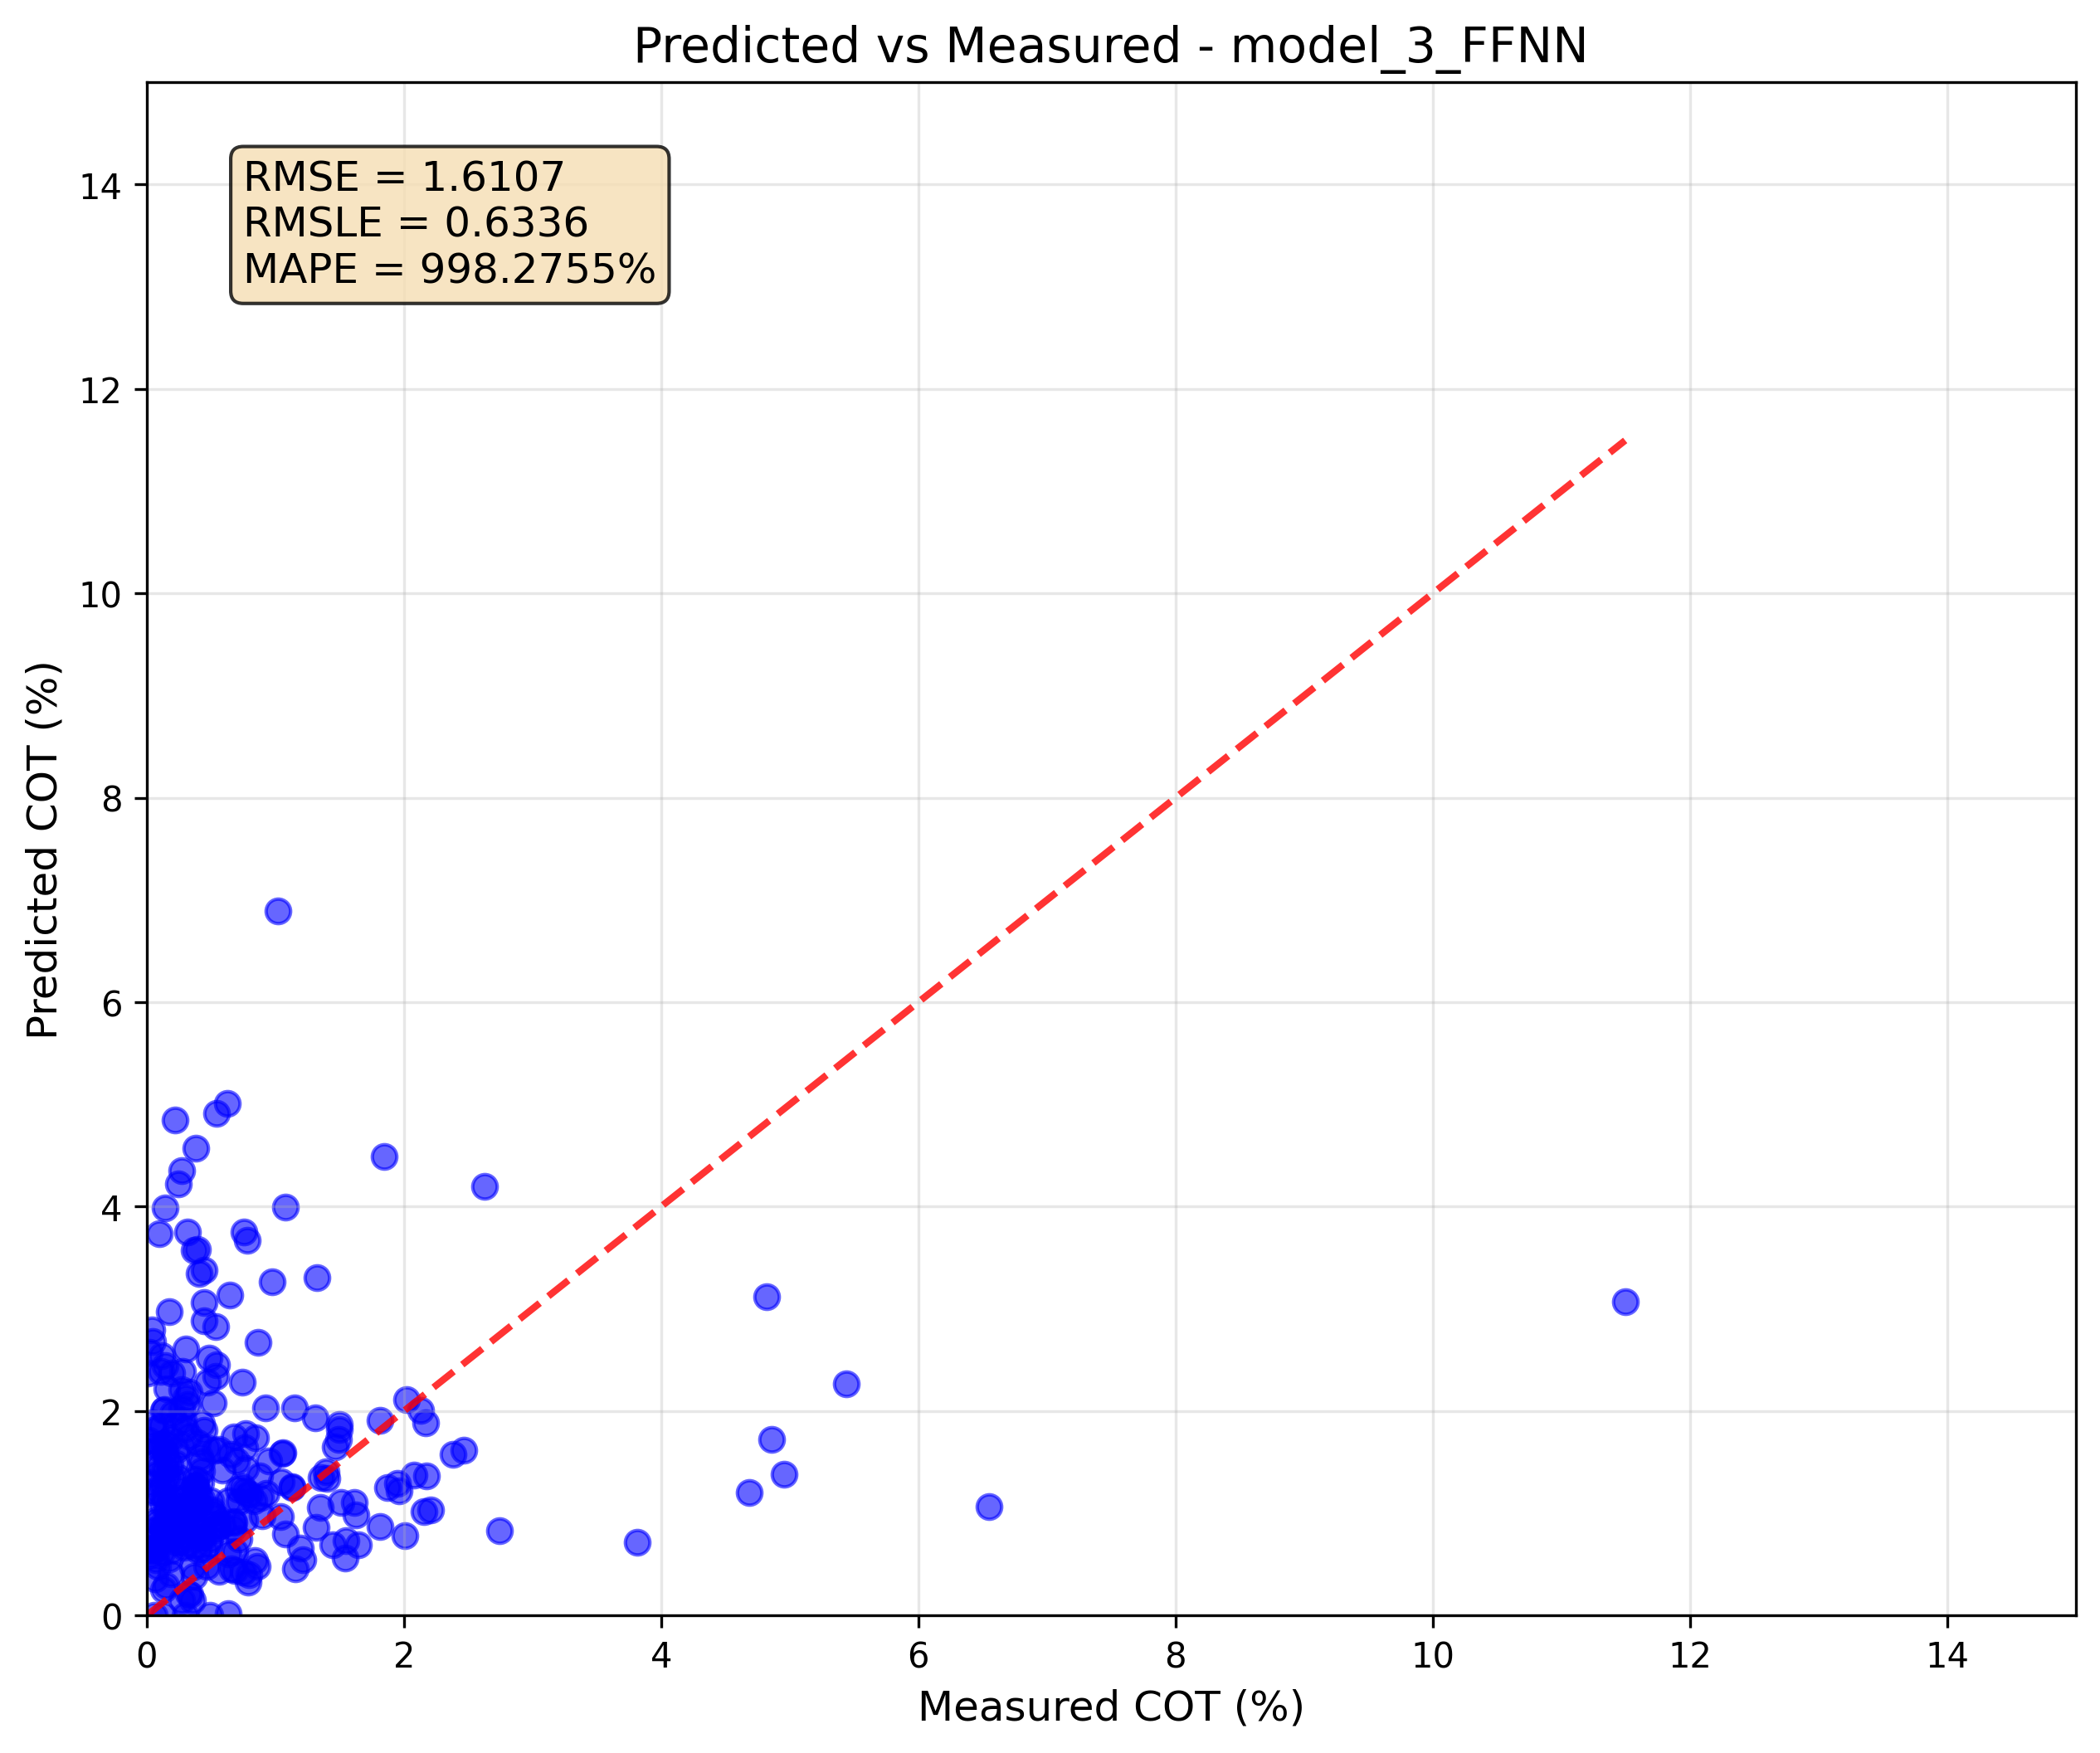 Predicted vs Measured - model_3_FFNN
RMSE = 1.6107
RMSLE = 0.6336
MAPE = 998.2755%
14
12
10
8
6
4
2
0
Predicted COT (%)
0 2 4 6 8 10 12 14
Measured COT (%)